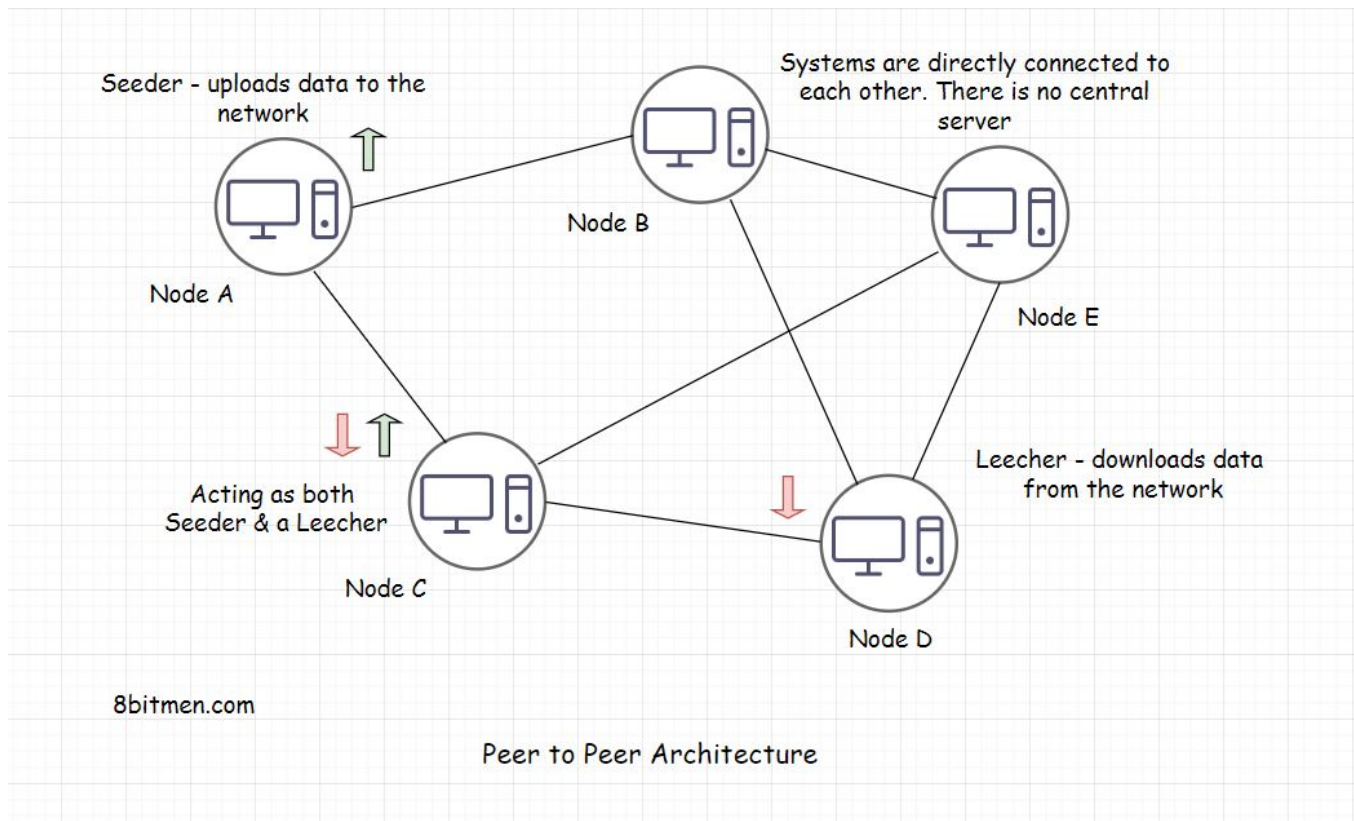 Seeder - uploads data to the
network
Systems are directly connected to
each other. There is no central
server
Node B
Node A
Node E
Acting as both
Seeder & a Leecher
Leecher - downloads data
from the network
Node C
Node D
8bitmen.com
Peer to Peer Architecture